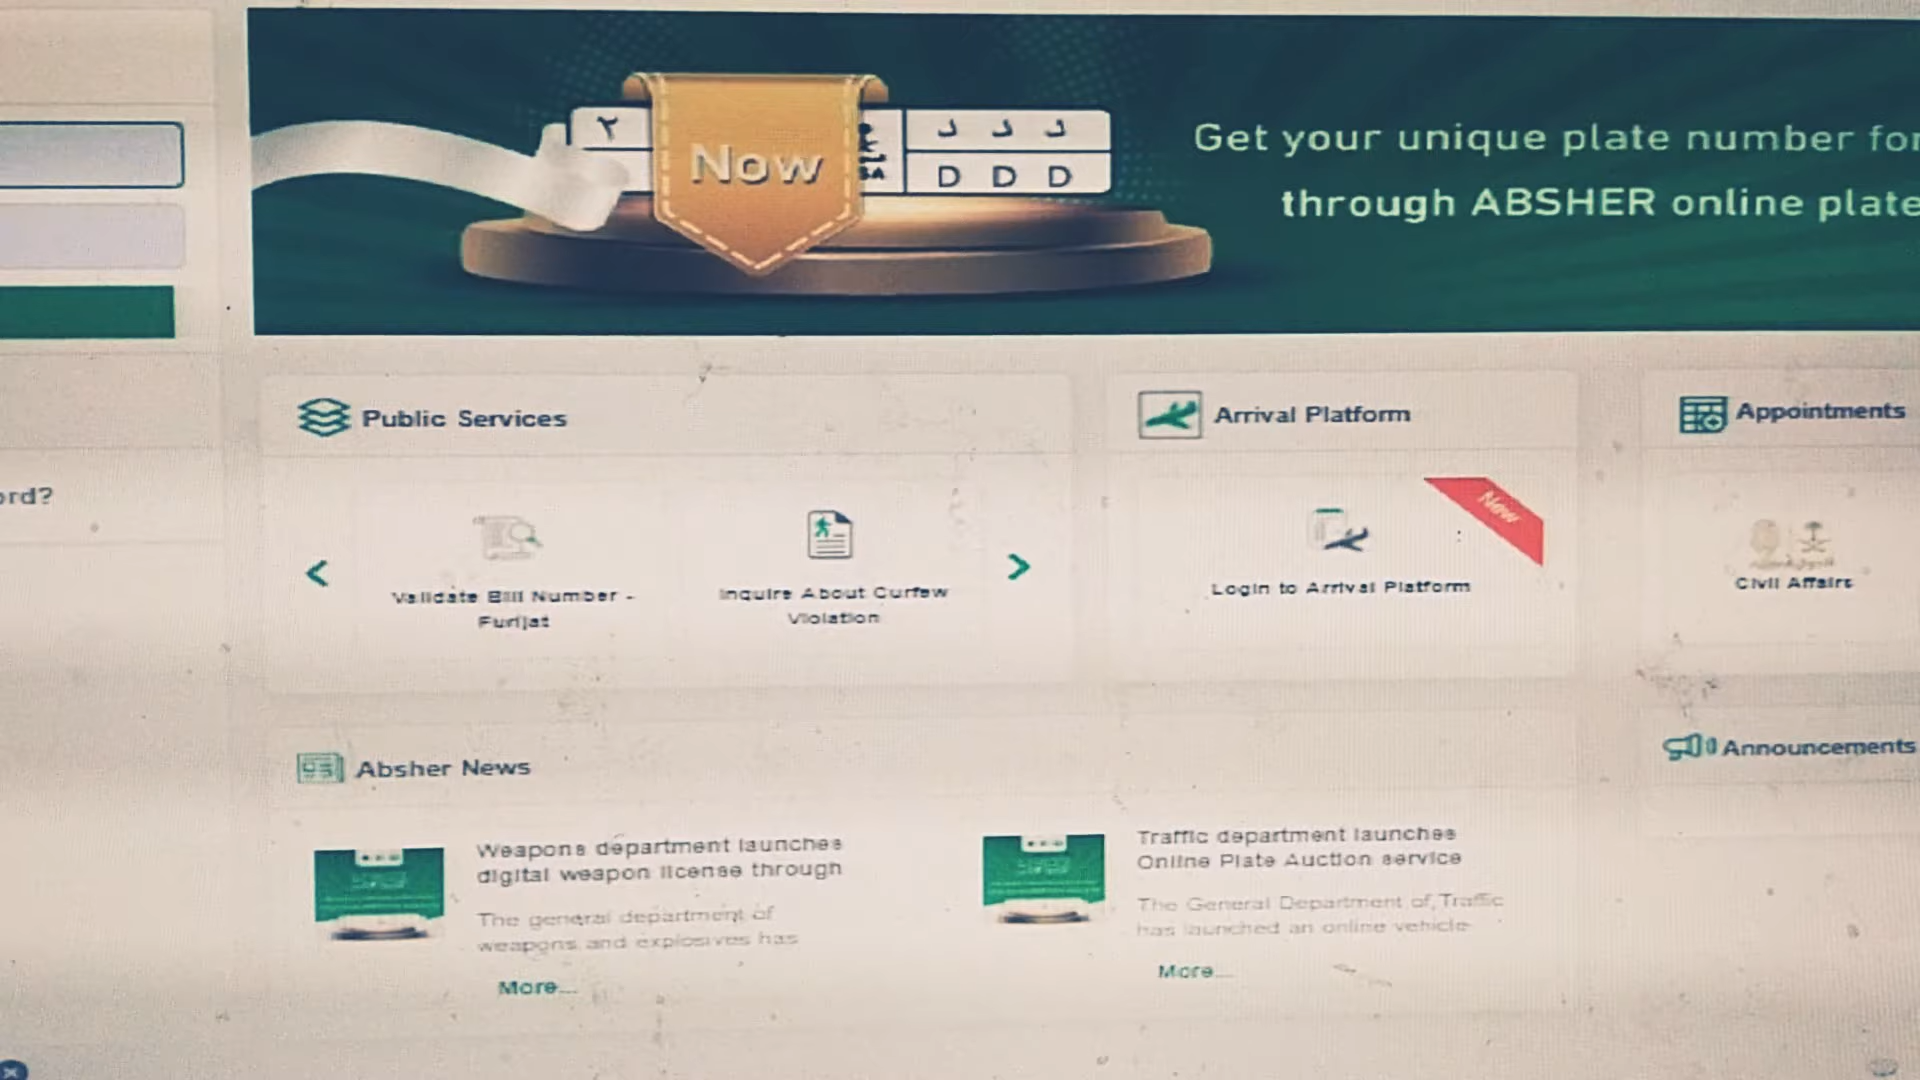 ٢
Now
د د د
SA
D D D
Get your unique plate number for
through ABSHER online plate
Public Services
Arrival Platform
Appointments
ord?
New
Validate Bill Number -
Furijat
Inquire About Curfew
Violation
Login to Arrival Platform
Civil Affairs
Absher News
Announcements
Weapons department launches
digital weapon license through
The general department of
weapons and explosives has
More...
Traffic department launches
Online Plate Auction service
The General Department of Traffic
has launched an online vehicle
More...